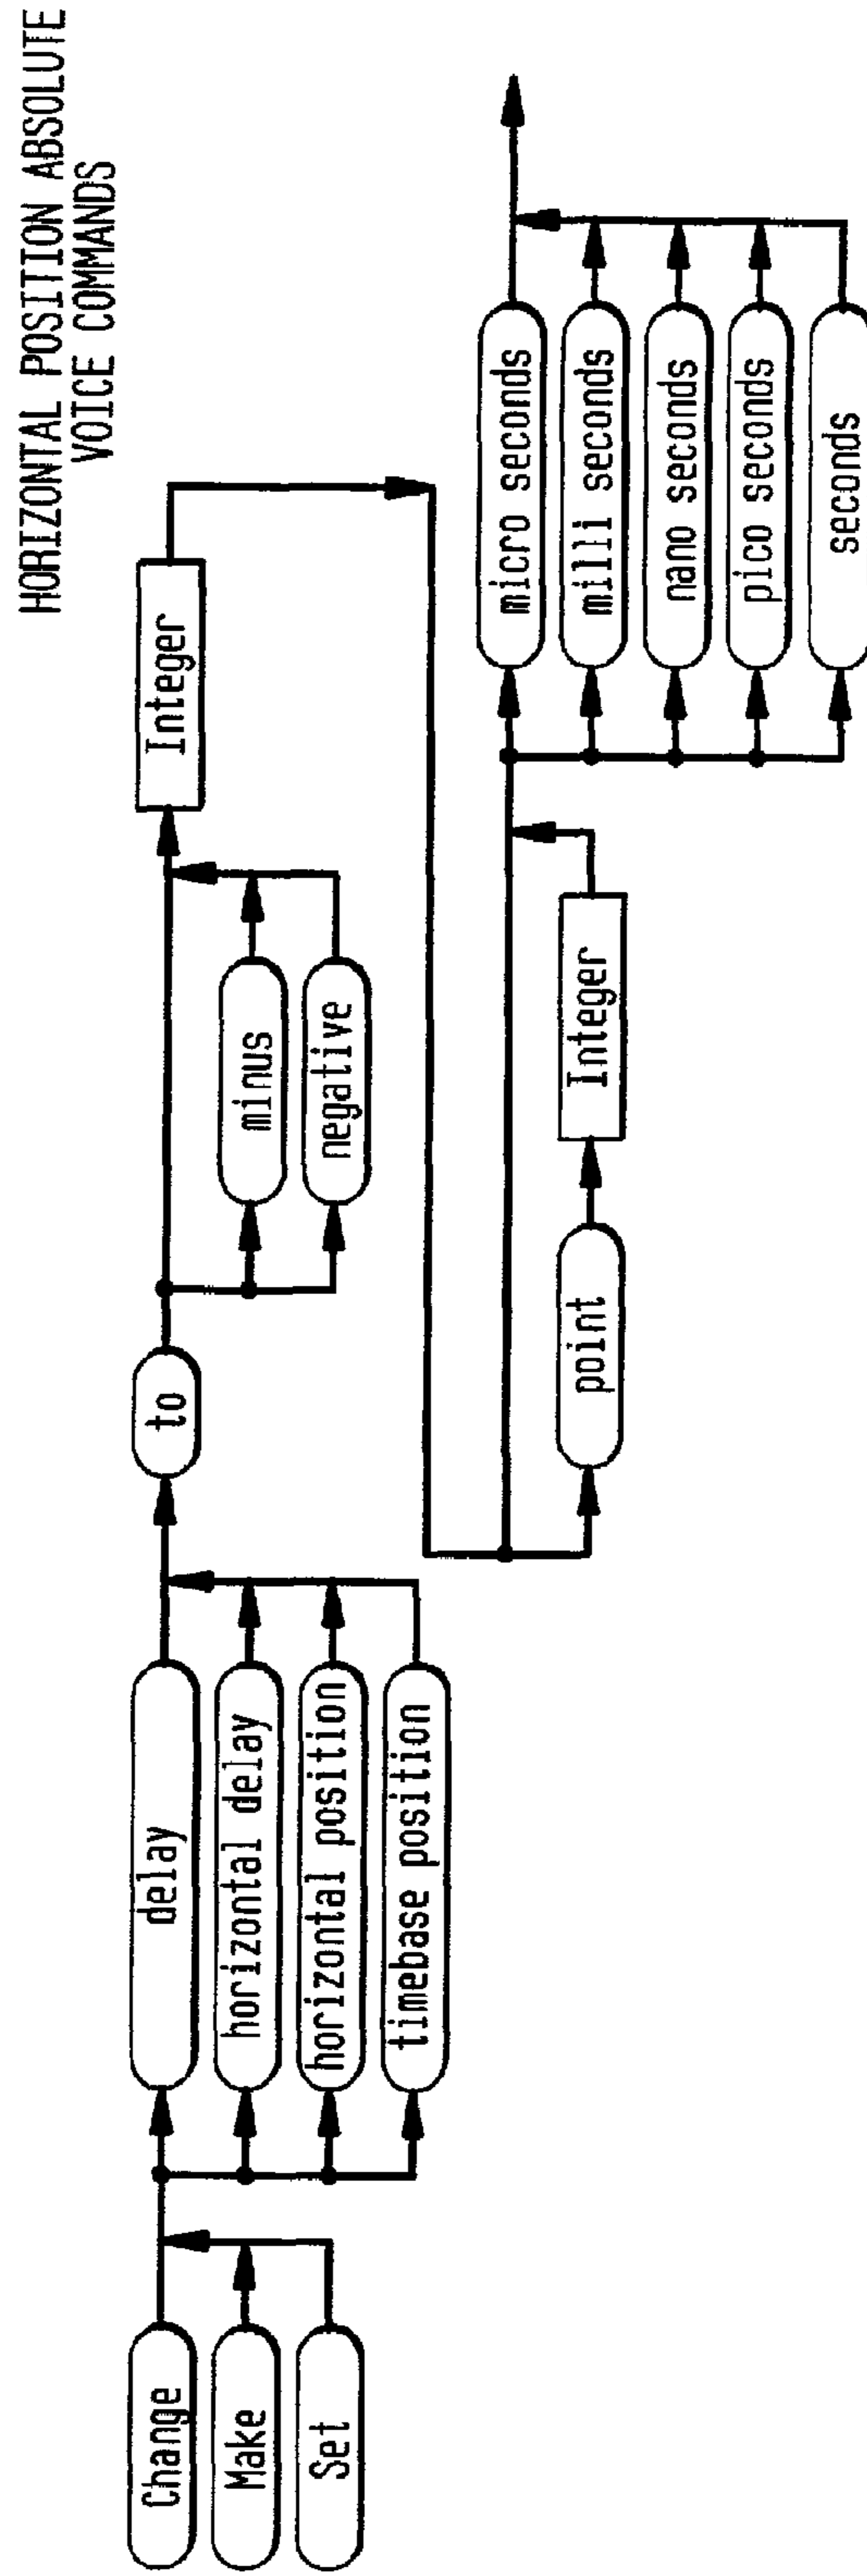 HORIZONTAL POSITION ABSOLUTE
VOICE COMMANDS
Change
Make
Set
delay
horizontal delay
horizontal position
timebase position
to
minus
negative
Integer
point
Integer
micro seconds
milli seconds
nano seconds
pico seconds
seconds